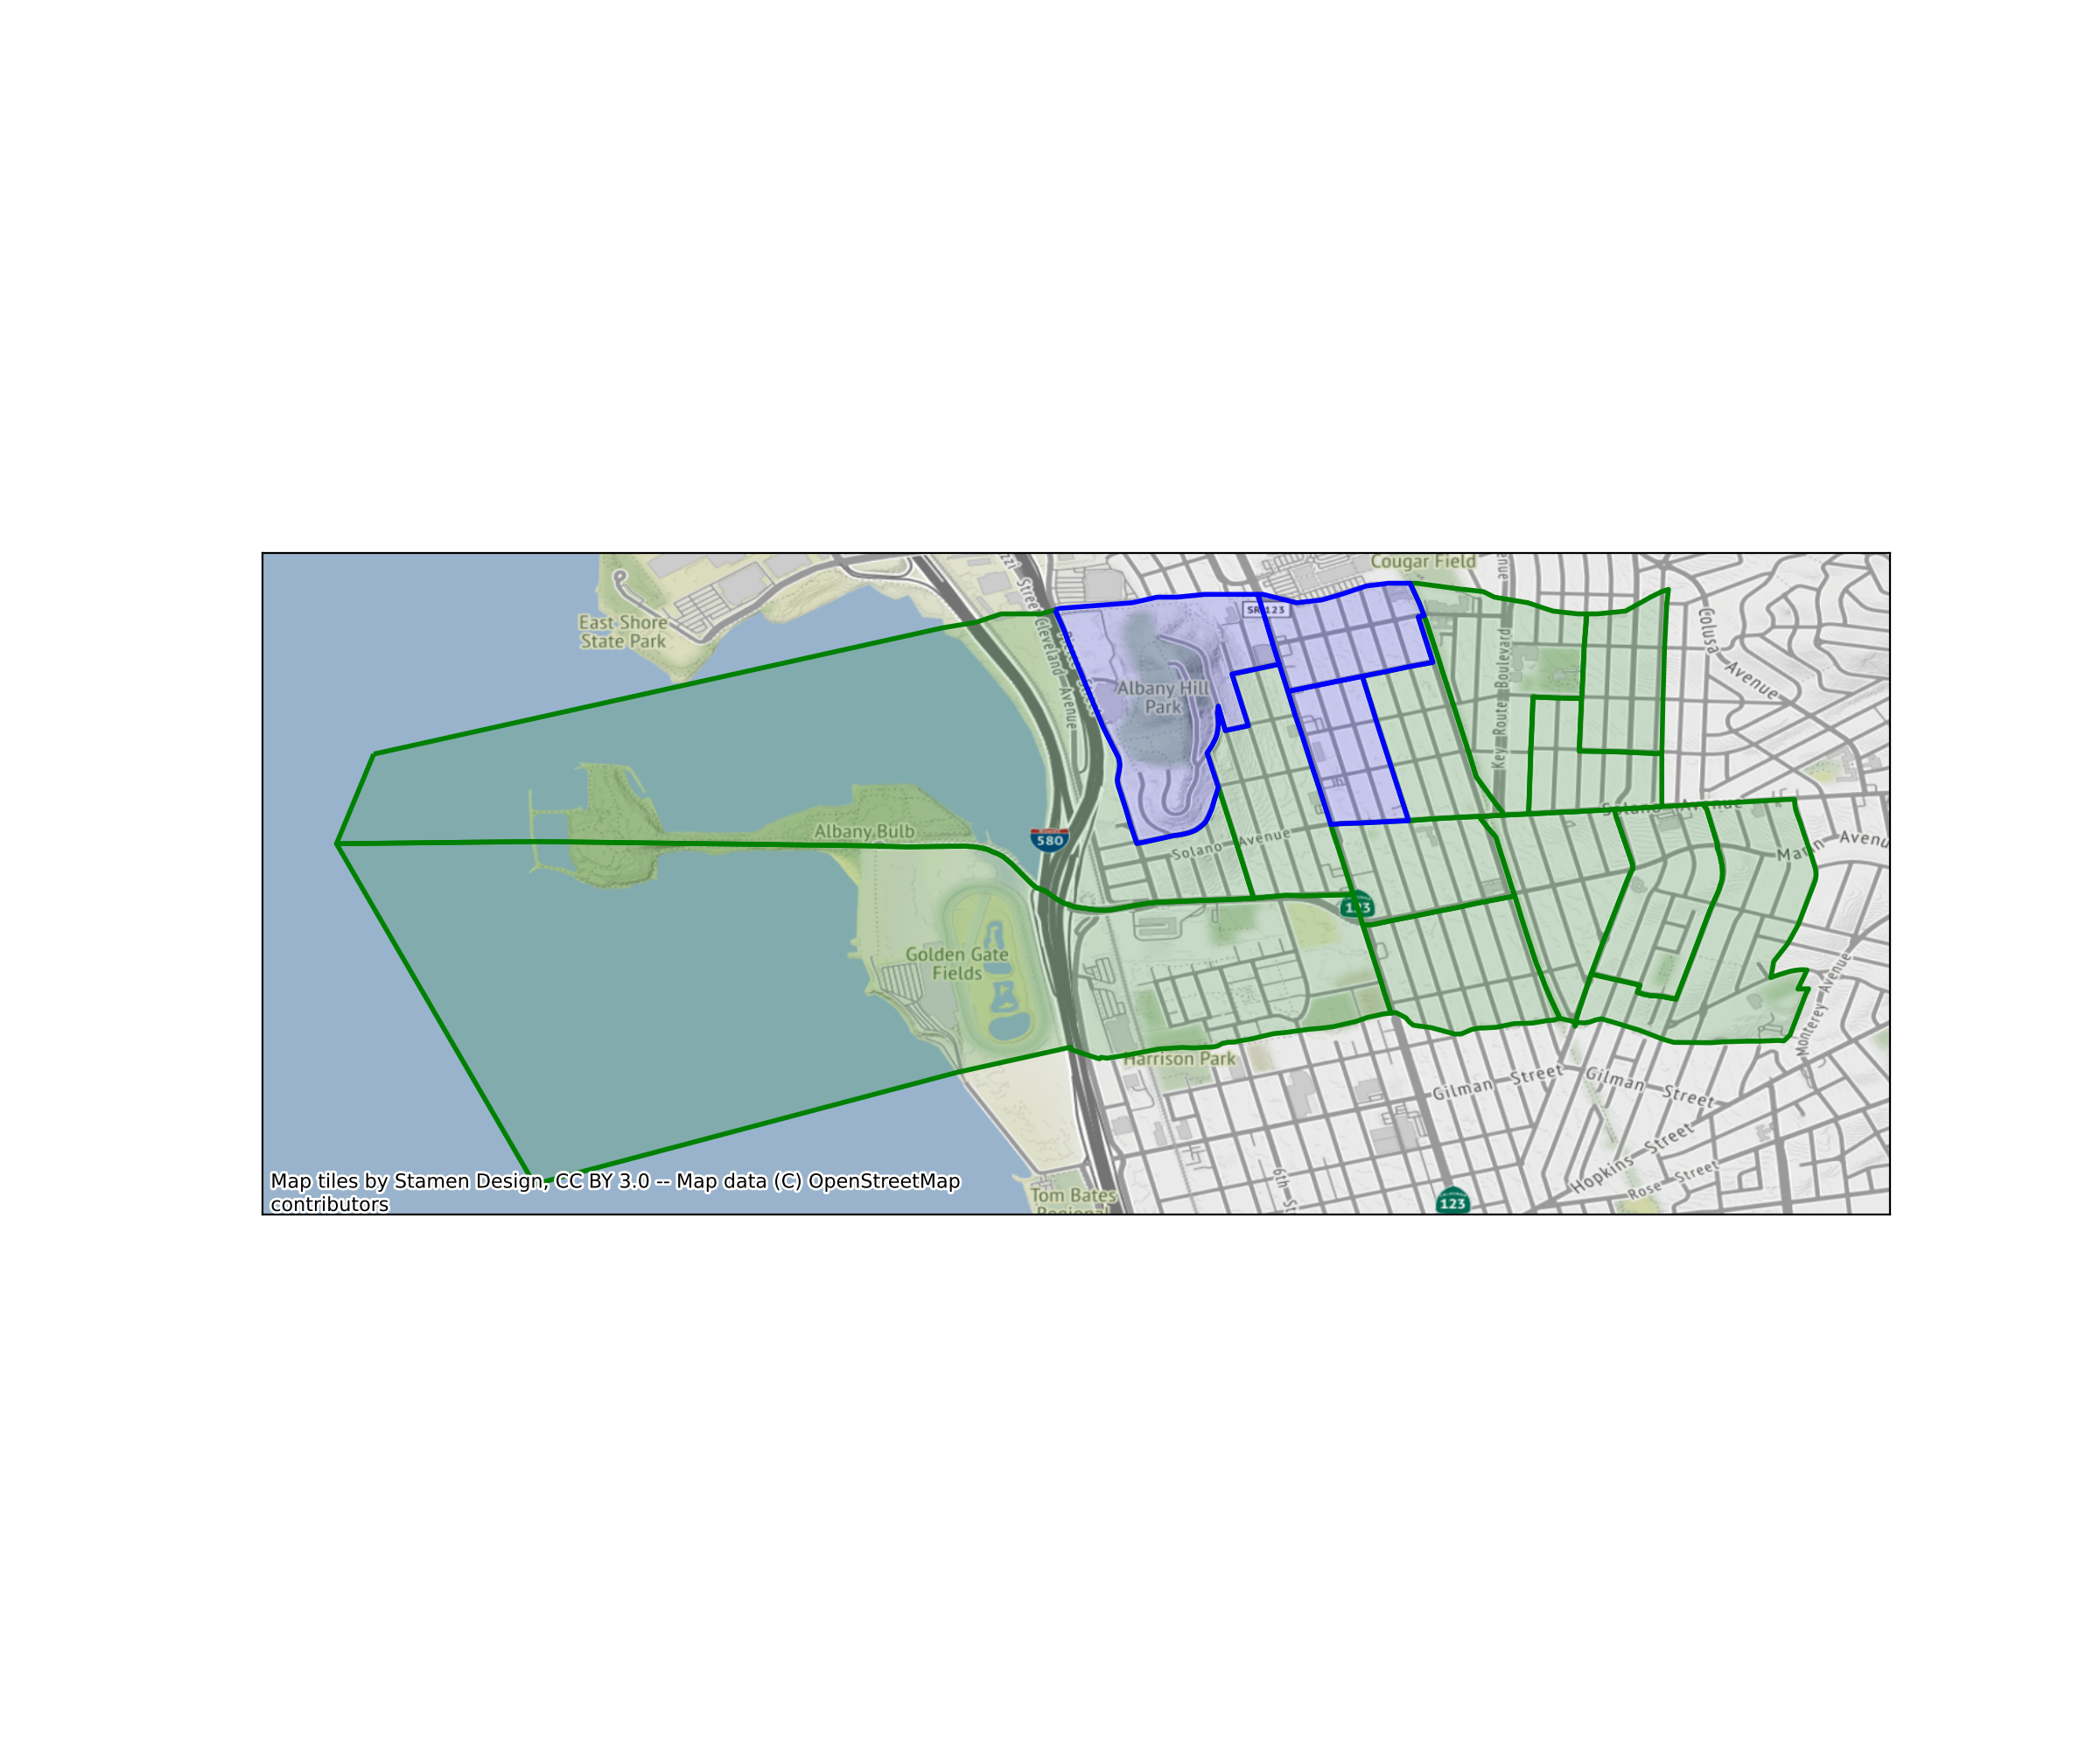 Cougar Field
East Shore
State Park
Street
Cleveland Avenue
SR 123
Albany Hill
Park
Key Route Boulevard
Colusa Avenue
Solano Avenue
Albany Bulb
580
Solano Avenue
Marin Avenu
123
Golden Gate
Fields
Harrison Park
Monterey Avenue
Gilman Street
Gilman Street
Hopkins Street
Rose Street
6th St
Tom Bates
Regional
123
Map tiles by Stamen Design, CC BY 3.0 -- Map data (C) OpenStreetMap
contributors